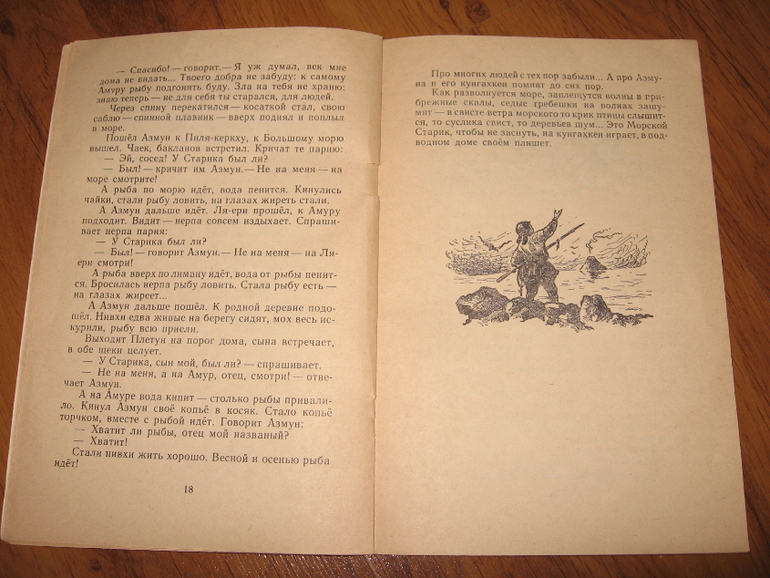 — Спасибо! — говорит. — Я уж думал, век мне
дома не видать... Твоего добра не забуду: к самому
Амуру рыбу подгонять буду. Зла на тебя не храню:
знаю теперь — не для себя ты старался, для людей.
Через спину перекатился — косаткой стал, свою
саблю — спинной плавник — вверх поднял и поплыл
в море.
Пошёл Азмун к Пиля-керкху, к Большому морю
вышел. Чаек, бакланов встретил. Кричат те парню:
— Эй, сосед! У Старика был ли?
— Был! — кричит им Азмун. — Не на меня — на
море смотрите!
А рыба по морю идёт, вода пенится. Кинулись
чайки, стали рыбу ловить, на глазах жиреть стали.
А Азмун дальше идёт. Ля-ери прошёл, к Амуру
подходит. Видит — нерпа совсем издыхает. Спраши-
вает нерпа парня:
— У Старика был ли?
— Был! — говорит Азмун. — Не на меня — на Ля-
ери смотри!
А рыба вверх по лиману идёт, вода от рыбы пенит-
ся. Бросилась нерпа рыбу ловить. Стала рыбу есть —
на глазах жиреет...
А Азмун дальше пошёл. К родной деревне подо-
шёл. Нивхи едва живые на берегу сидят, мох весь ис-
курили, рыбу всю приели.
Выходит Плетун на порог дома, сына встречает,
в обе щеки целует.
— У Старика, сын мой, был ли? — спрашивает.
— Не на меня, а на Амур, отец, смотри! — отве-
чает Азмун.
А на Амуре вода кипит — столько рыбы привали-
ло. Кинул Азмун своё копьё в косяк. Стало копьё
торчком, вместе с рыбой идёт. Говорит Азмун:
— Хватит ли рыбы, отец мой названый?
— Хватит!
Стали нивхи жить хорошо. Весной и осенью рыба
идёт!
18
Про многих людей с тех пор забыли... А про Азму-
на и его кунгахкеи помнят до сих пор.
Как разволнуется море, заплещутся волны в при-
брежные скалы, седые гребешки на волнах зашу-
мят — в свисте ветра морского то крик птицы слышит-
ся, то суслика свист, то деревьев шум... Это Морской
Старик, чтобы не заснуть, на кунгахкеи играет, в под-
водном доме своём пляшет.